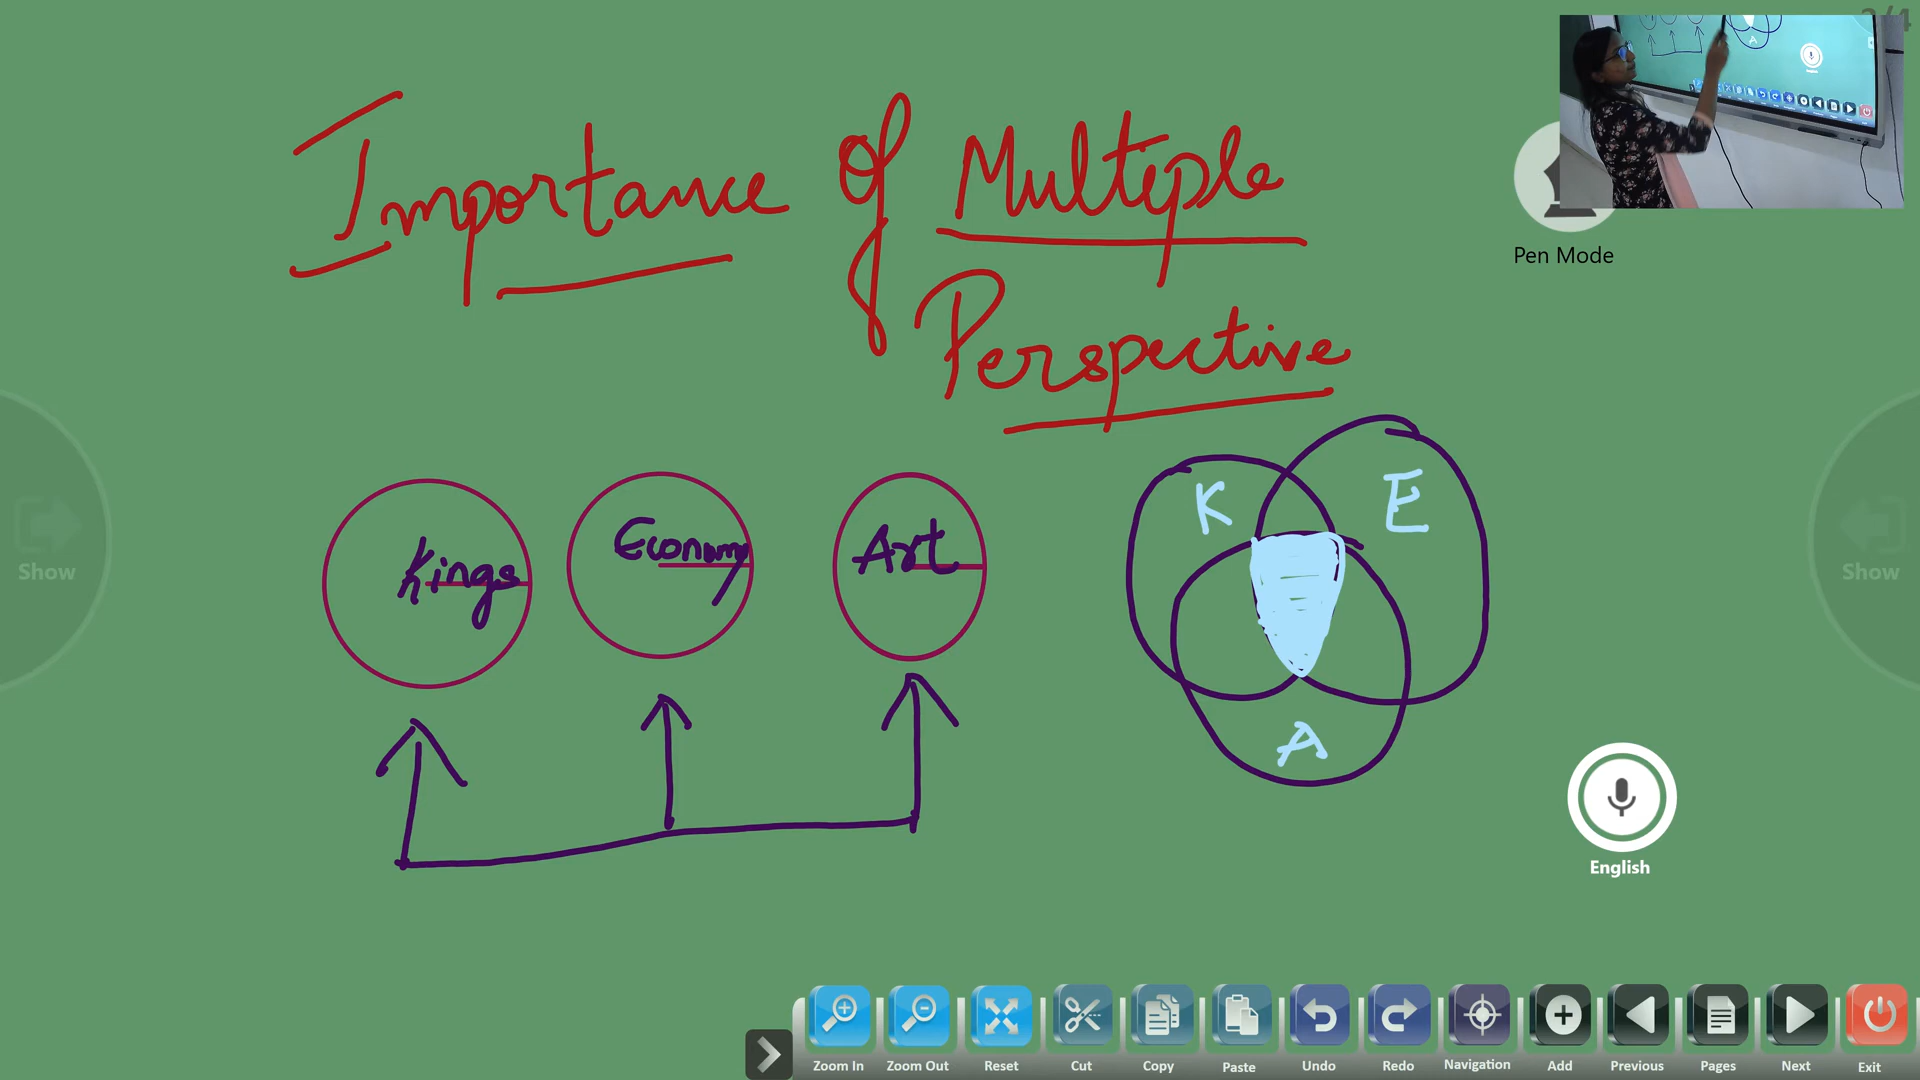 Importance of Multiple
Perspective
Pen Mode
Kings
Economy
Art
K
E
A
Show
Show
English
Zoom In
Zoom Out
Reset
Cut
Copy
Paste
Undo
Redo
Navigation
Add
Previous
Pages
Next
Exit